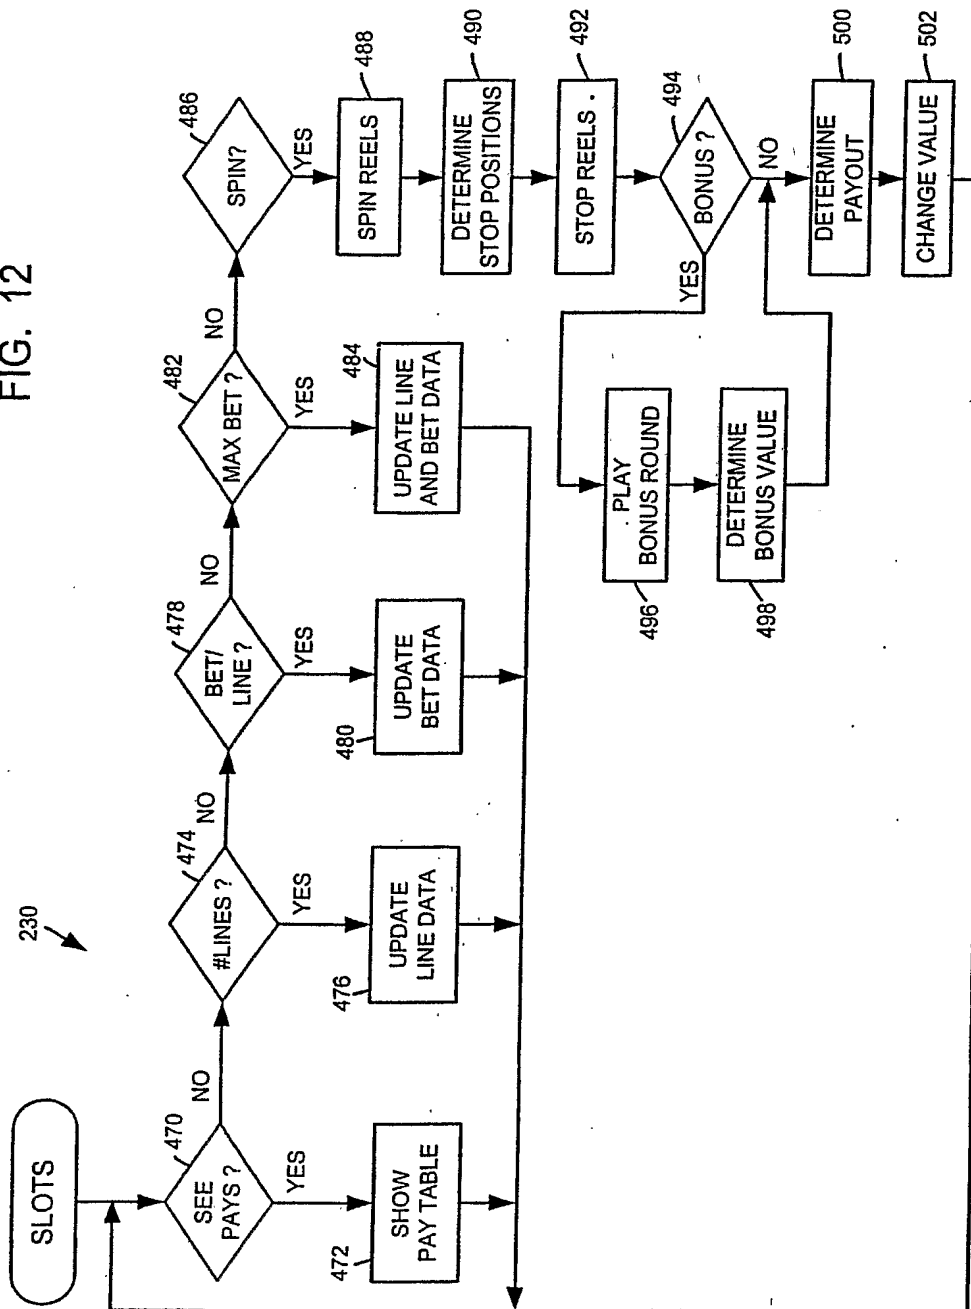 FIG. 12
230
SLOTS
470
SEE
PAYS ?
NO
YES
472
SHOW
PAY TABLE
474
#LINES ?
NO
YES
476
UPDATE
LINE DATA
478
BET/
LINE ?
NO
YES
480
UPDATE
BET DATA
482
MAX BET ?
NO
YES
484
UPDATE LINE
AND BET DATA
486
SPIN?
YES
488
SPIN REELS
490
DETERMINE
STOP POSITIONS
492
STOP REELS
494
BONUS ?
YES
NO
496
PLAY
BONUS ROUND
498
DETERMINE
BONUS VALUE
500
DETERMINE
PAYOUT
502
CHANGE VALUE